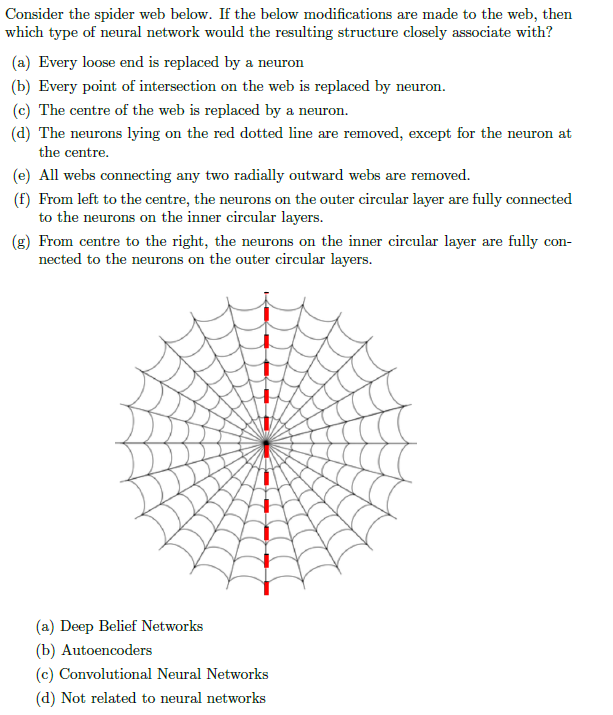 Consider the spider web below. If the below modifications are made to the web, then
which type of neural network would the resulting structure closely associate with?
(a) Every loose end is replaced by a neuron
(b) Every point of intersection on the web is replaced by neuron.
(c) The centre of the web is replaced by a neuron.
(d) The neurons lying on the red dotted line are removed, except for the neuron at
the centre.
(e) All webs connecting any two radially outward webs are removed.
(f) From left to the centre, the neurons on the outer circular layer are fully connected
to the neurons on the inner circular layers.
(g) From centre to the right, the neurons on the inner circular layer are fully con-
nected to the neurons on the outer circular layers.
(a) Deep Belief Networks
(b) Autoencoders
(c) Convolutional Neural Networks
(d) Not related to neural networks